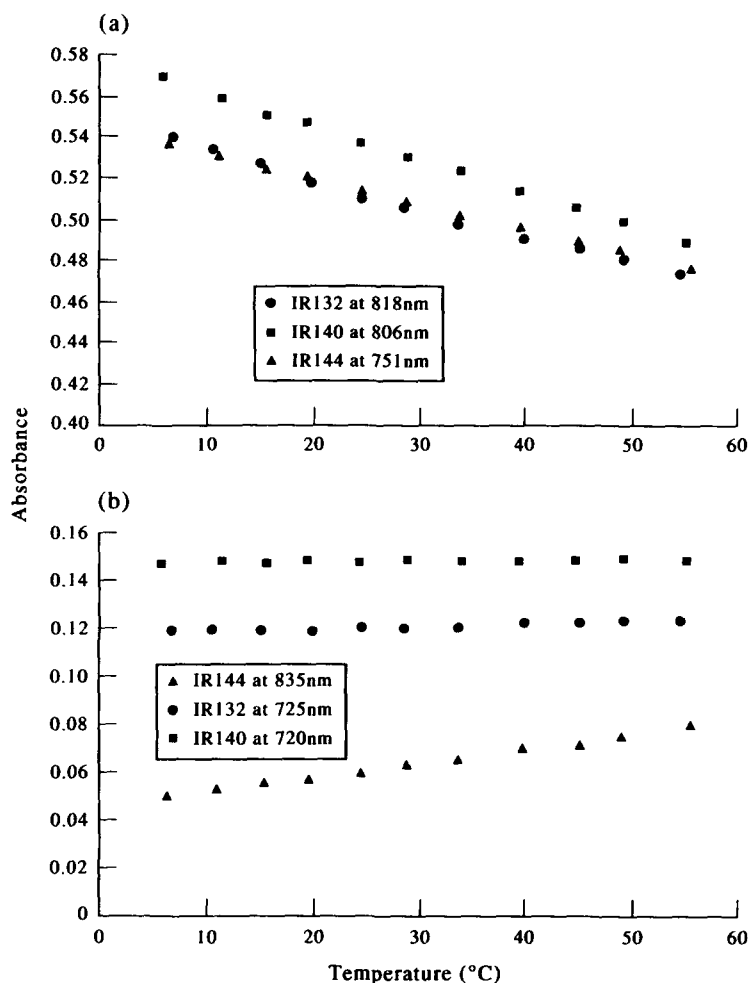 (a)
0.58
0.56
0.54
0.52
0.50
0.48
0.46
0.44
0.42
0.40
IR132 at 818nm
IR140 at 806nm
IR144 at 751nm
0 10 20 30 40 50 60
Absorbance
(b)
0.16
0.14
0.12
0.10
0.08
0.06
0.04
0.02
0
IR144 at 835nm
IR132 at 725nm
IR140 at 720nm
0 10 20 30 40 50 60
Temperature (°C)